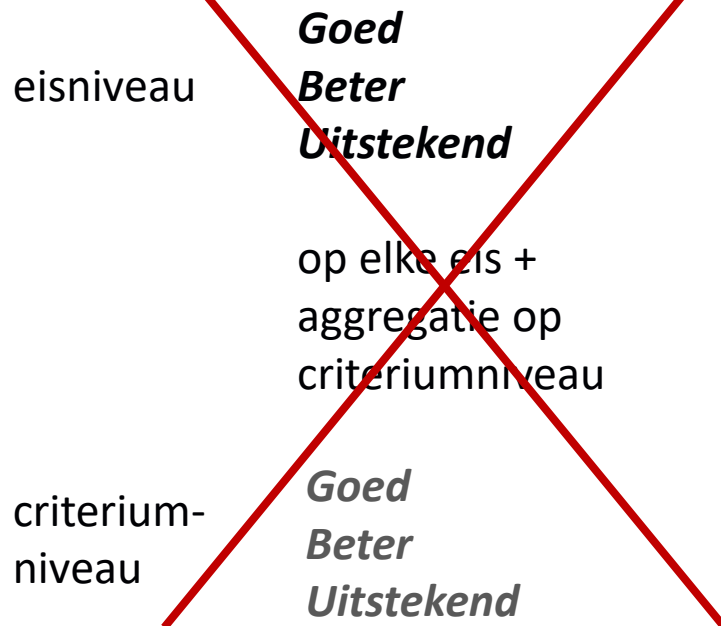 Goed
eisniveau Beter
Uitstekend
op elke eis +
aggregatie op
criteriumniveau
Goed
criterium-
Beter
niveau
Uitstekend